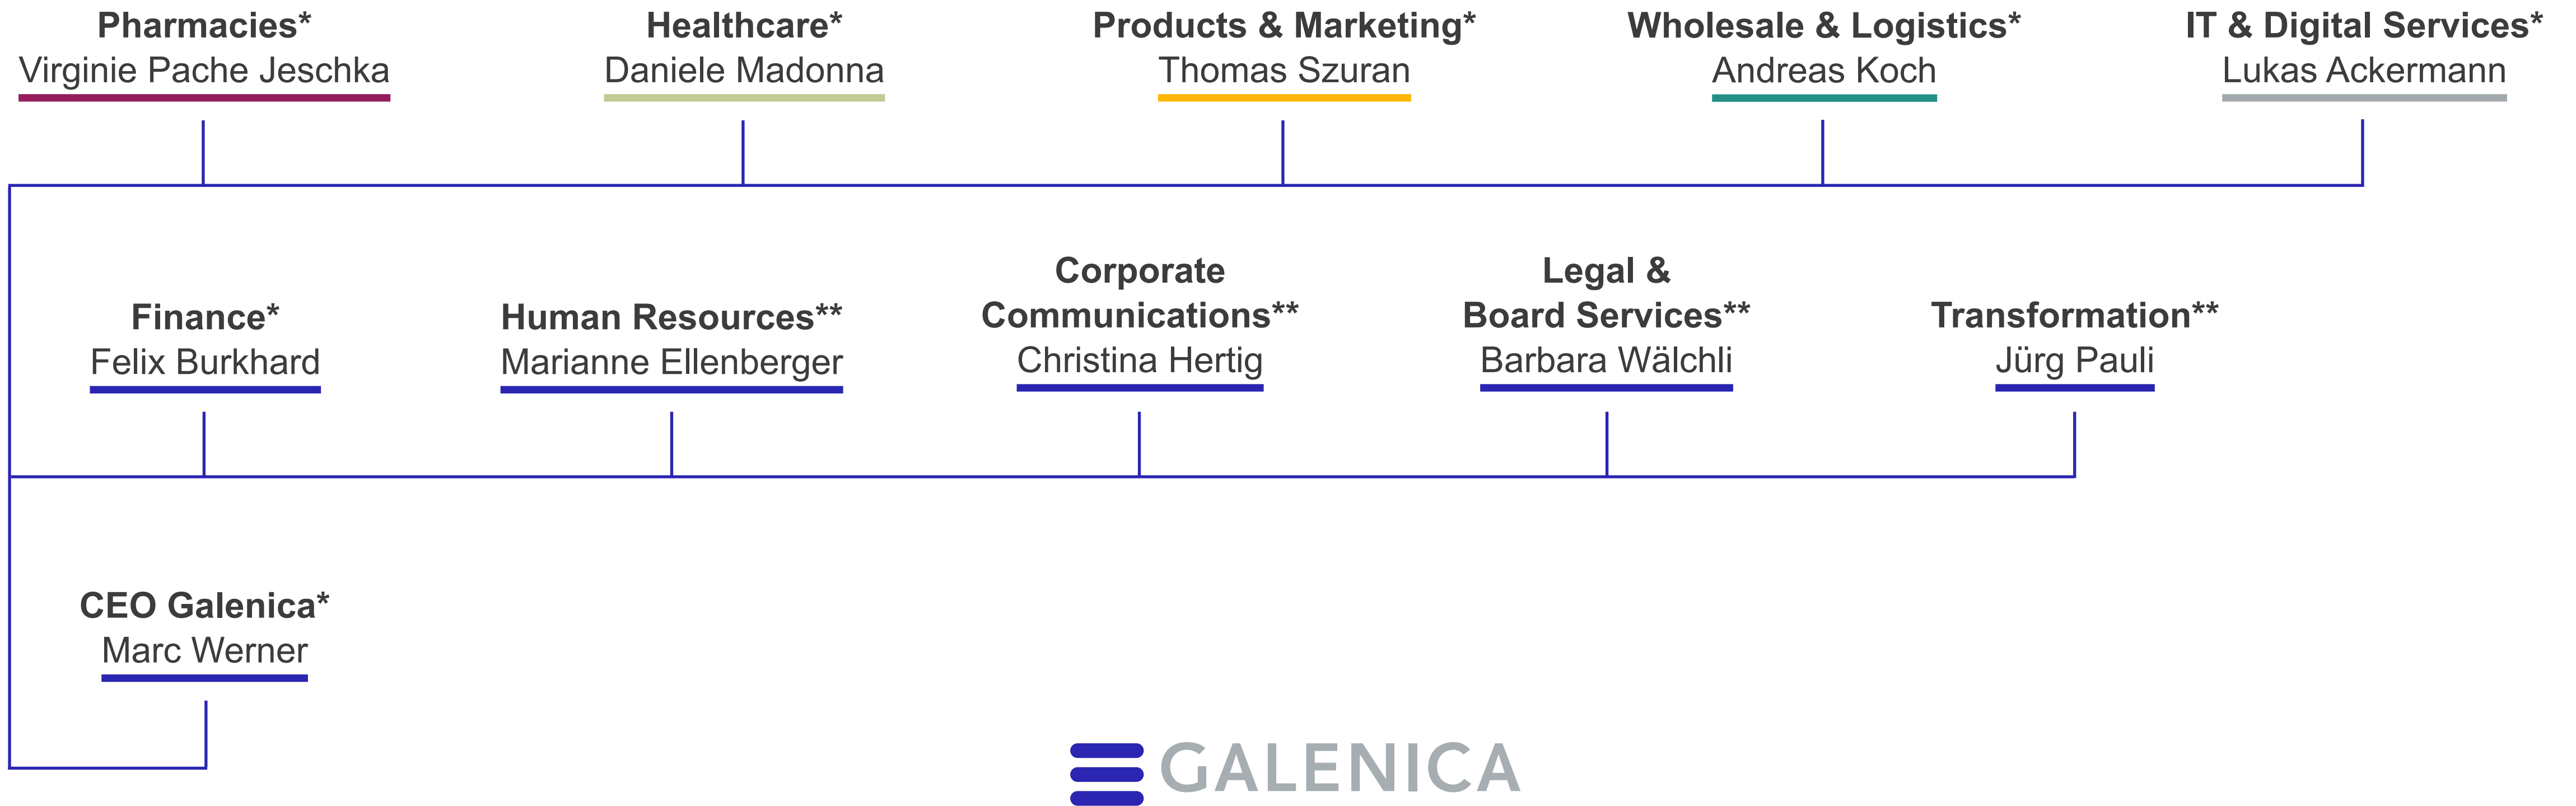 Pharmacies*
Virginie Pache Jeschka
Healthcare*
Daniele Madonna
Products & Marketing*
Thomas Szuran
Wholesale & Logistics*
Andreas Koch
IT & Digital Services*
Lukas Ackermann
Finance*
Felix Burkhard
Human Resources**
Marianne Ellenberger
Corporate
Communications**
Christina Hertig
Legal &
Board Services**
Barbara Wälchli
Transformation**
Jürg Pauli
CEO Galenica*
Marc Werner
GALENICA